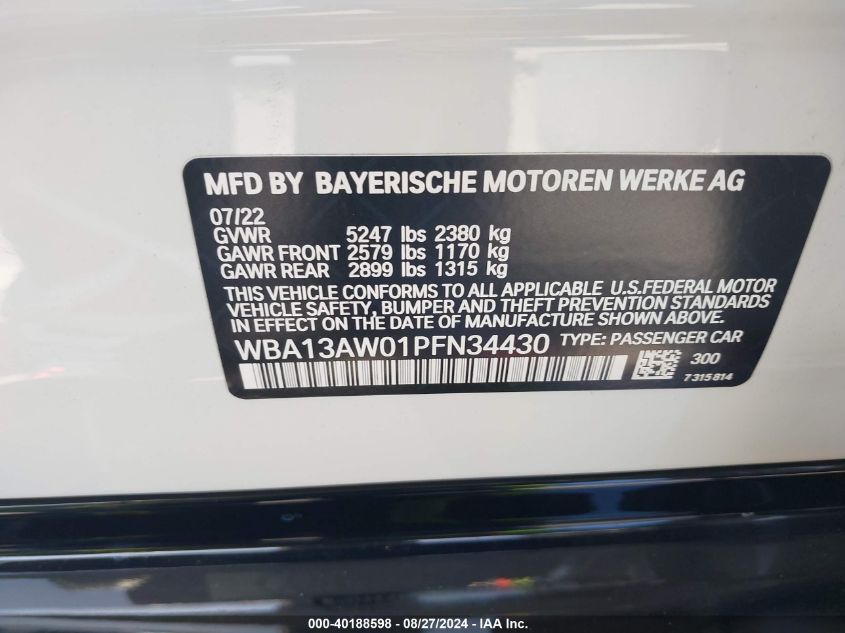 MFD BY BAYERISCHE MOTOREN WERKE AG
07/22
GVWR 5247 lbs 2380 kg
GAWR FRONT 2579 lbs 1170 kg
GAWR REAR 2899 lbs 1315 kg
THIS VEHICLE CONFORMS TO ALL APPLICABLE U.S.FEDERAL MOTOR
VEHICLE SAFETY, BUMPER AND THEFT PREVENTION STANDARDS
IN EFFECT ON THE DATE OF MANUFACTURE SHOWN ABOVE.
WBA13AW01PFN34430 TYPE: PASSENGER CAR
300
7315814
000-40188598 - 08/27/2024 - IAA Inc.